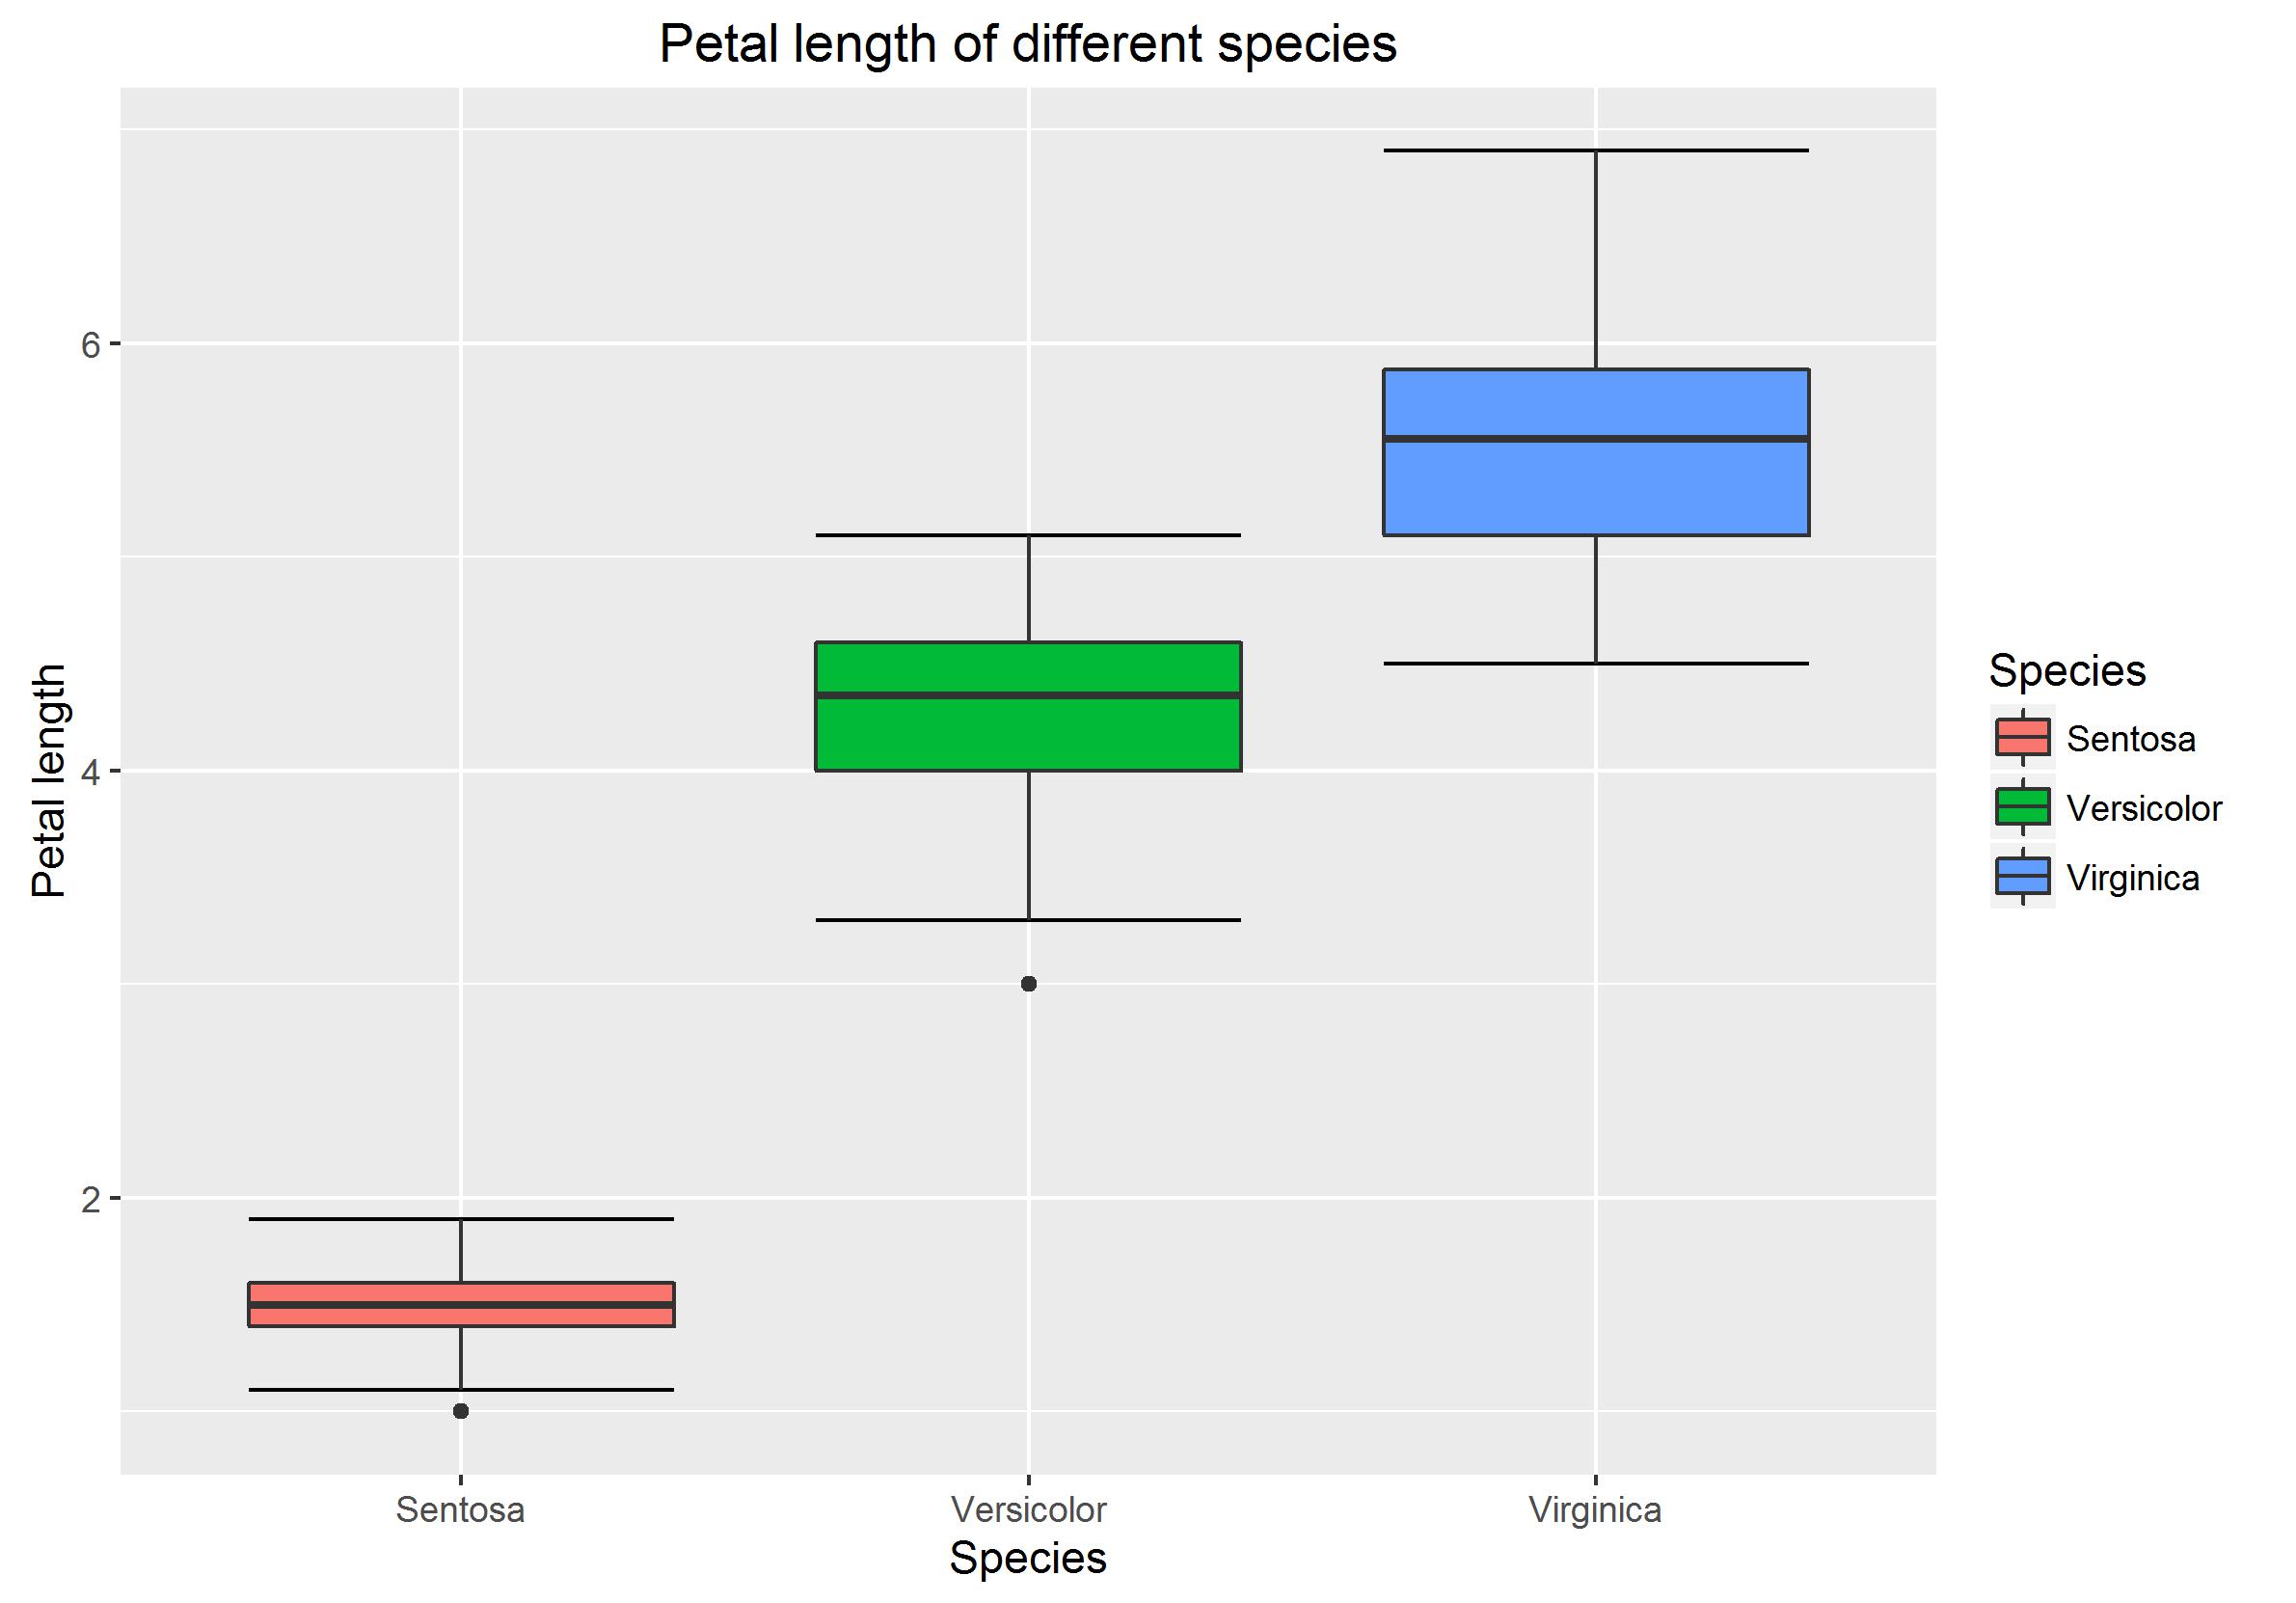 Petal length of different species
Petal length
6
4
2
Sentosa
Versicolor
Virginica
Species
Species
Sentosa
Versicolor
Virginica